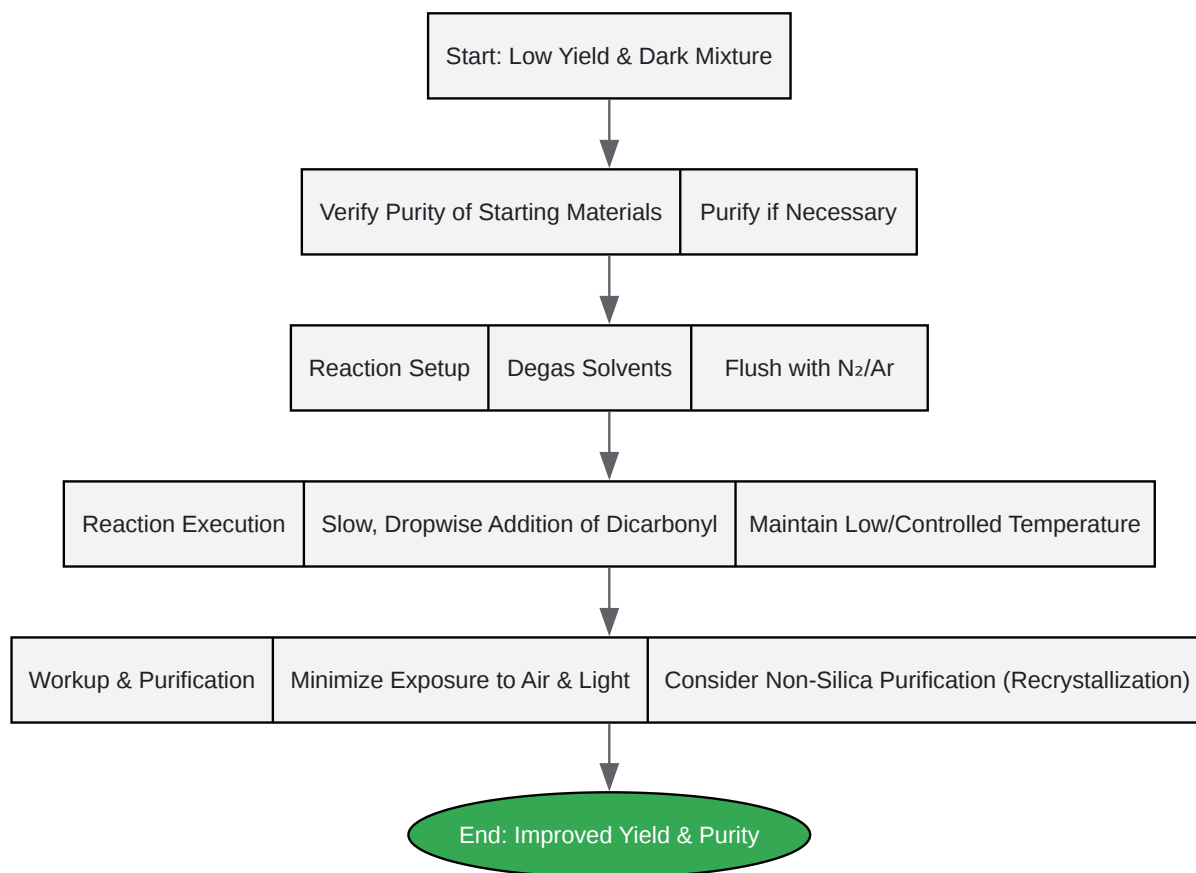 Start: Low Yield & Dark Mixture
Verify Purity of Starting Materials
Purify if Necessary
Reaction Setup
Degas Solvents
Flush with N₂/Ar
Reaction Execution
Slow, Dropwise Addition of Dicarbonyl
Maintain Low/Controlled Temperature
Workup & Purification
Minimize Exposure to Air & Light
Consider Non-Silica Purification (Recrystallization)
End: Improved Yield & Purity